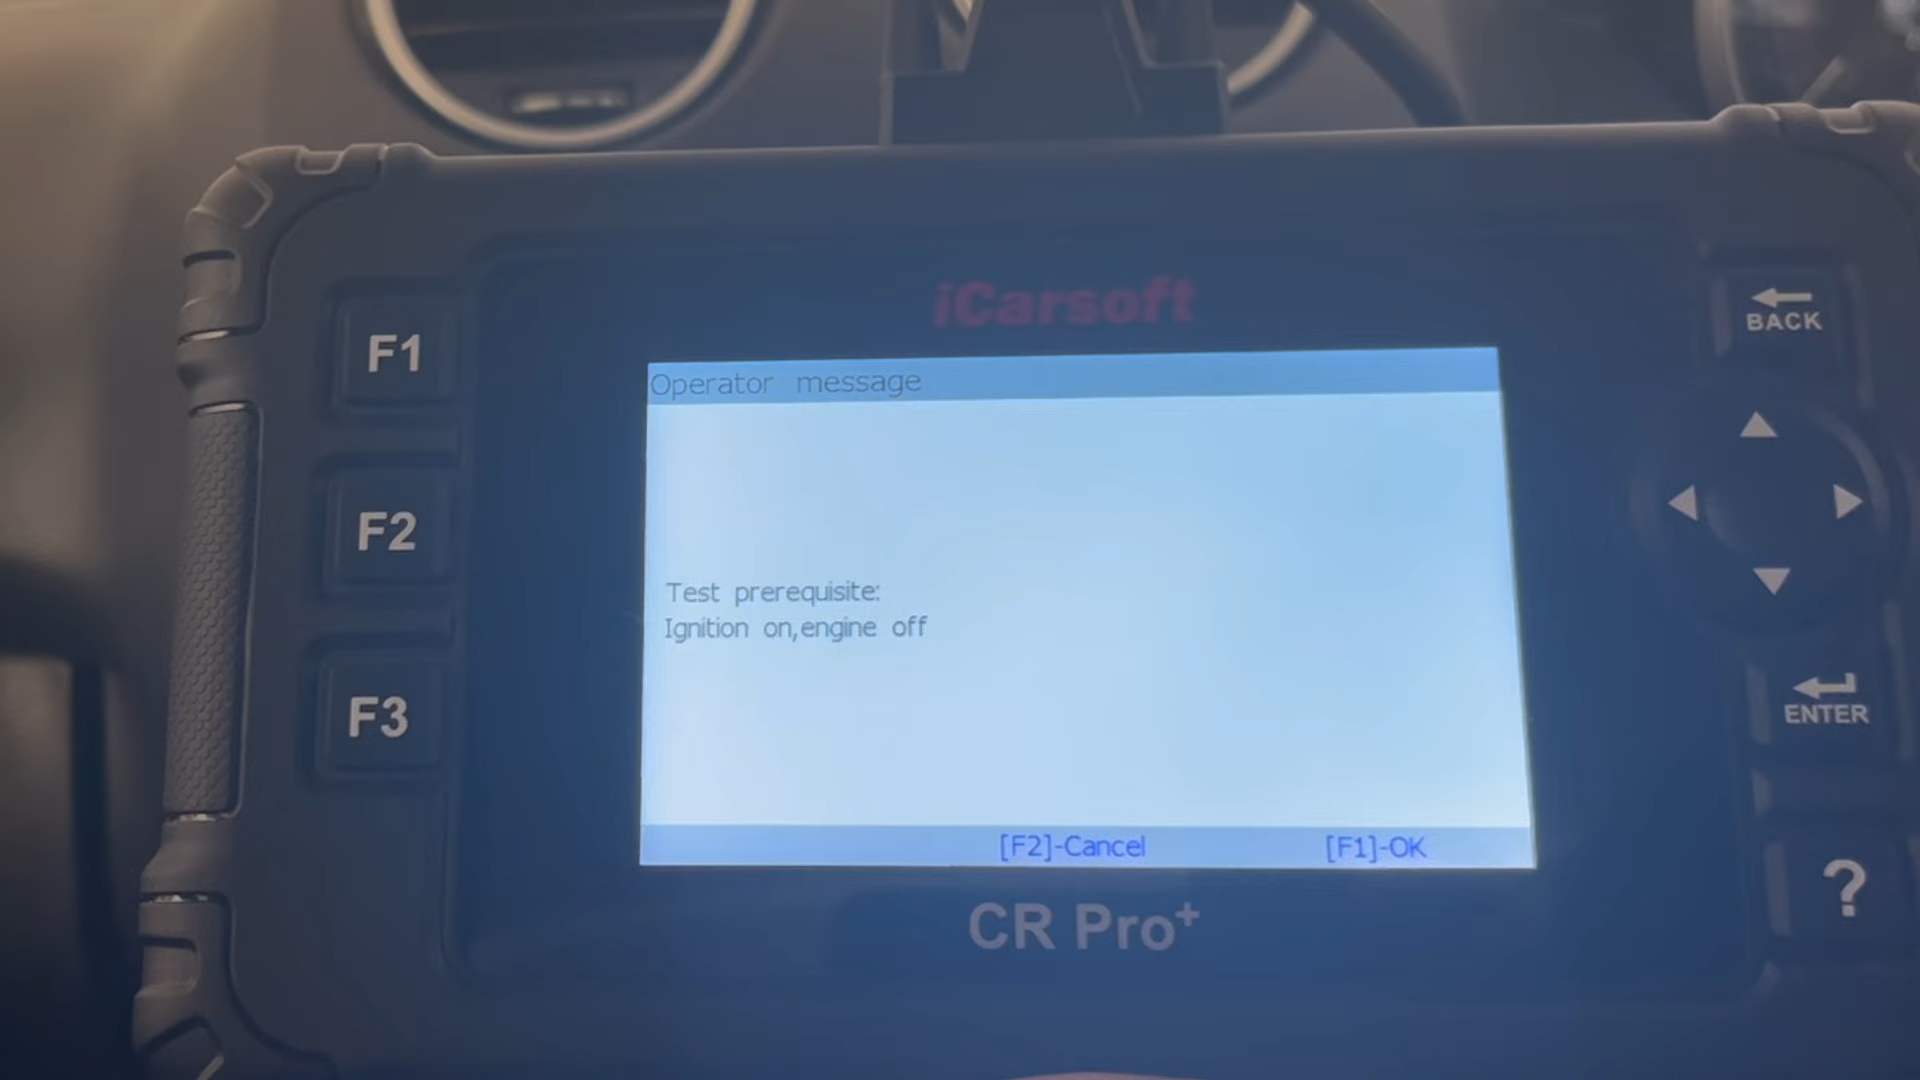 iCarsoft
F1
BACK
Operator message
F2
Test prerequisite:
Ignition on,engine off
F3
ENTER
[F2]-Cancel
[F1]-OK
?
CR Pro+